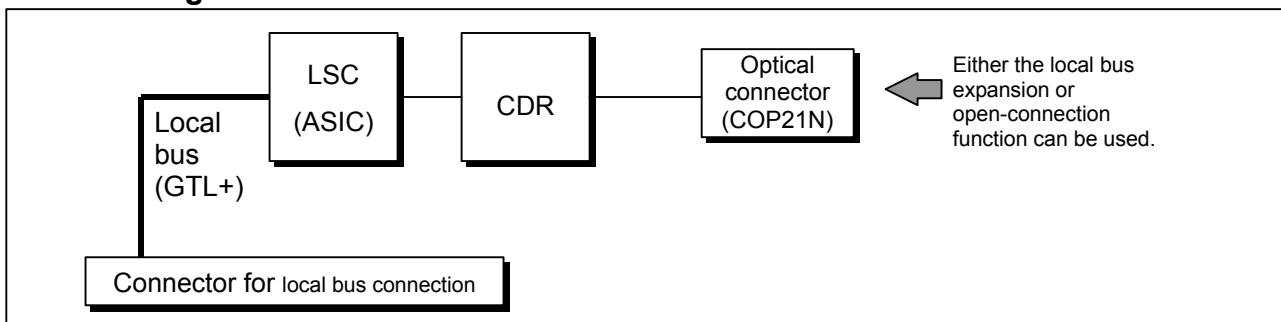 LSC
(ASIC)
CDR
Optical
connector
(COP21N)
Either the local bus
expansion or
open-connection
function can be used.
Local
bus
(GTL+)
Connector for local bus connection